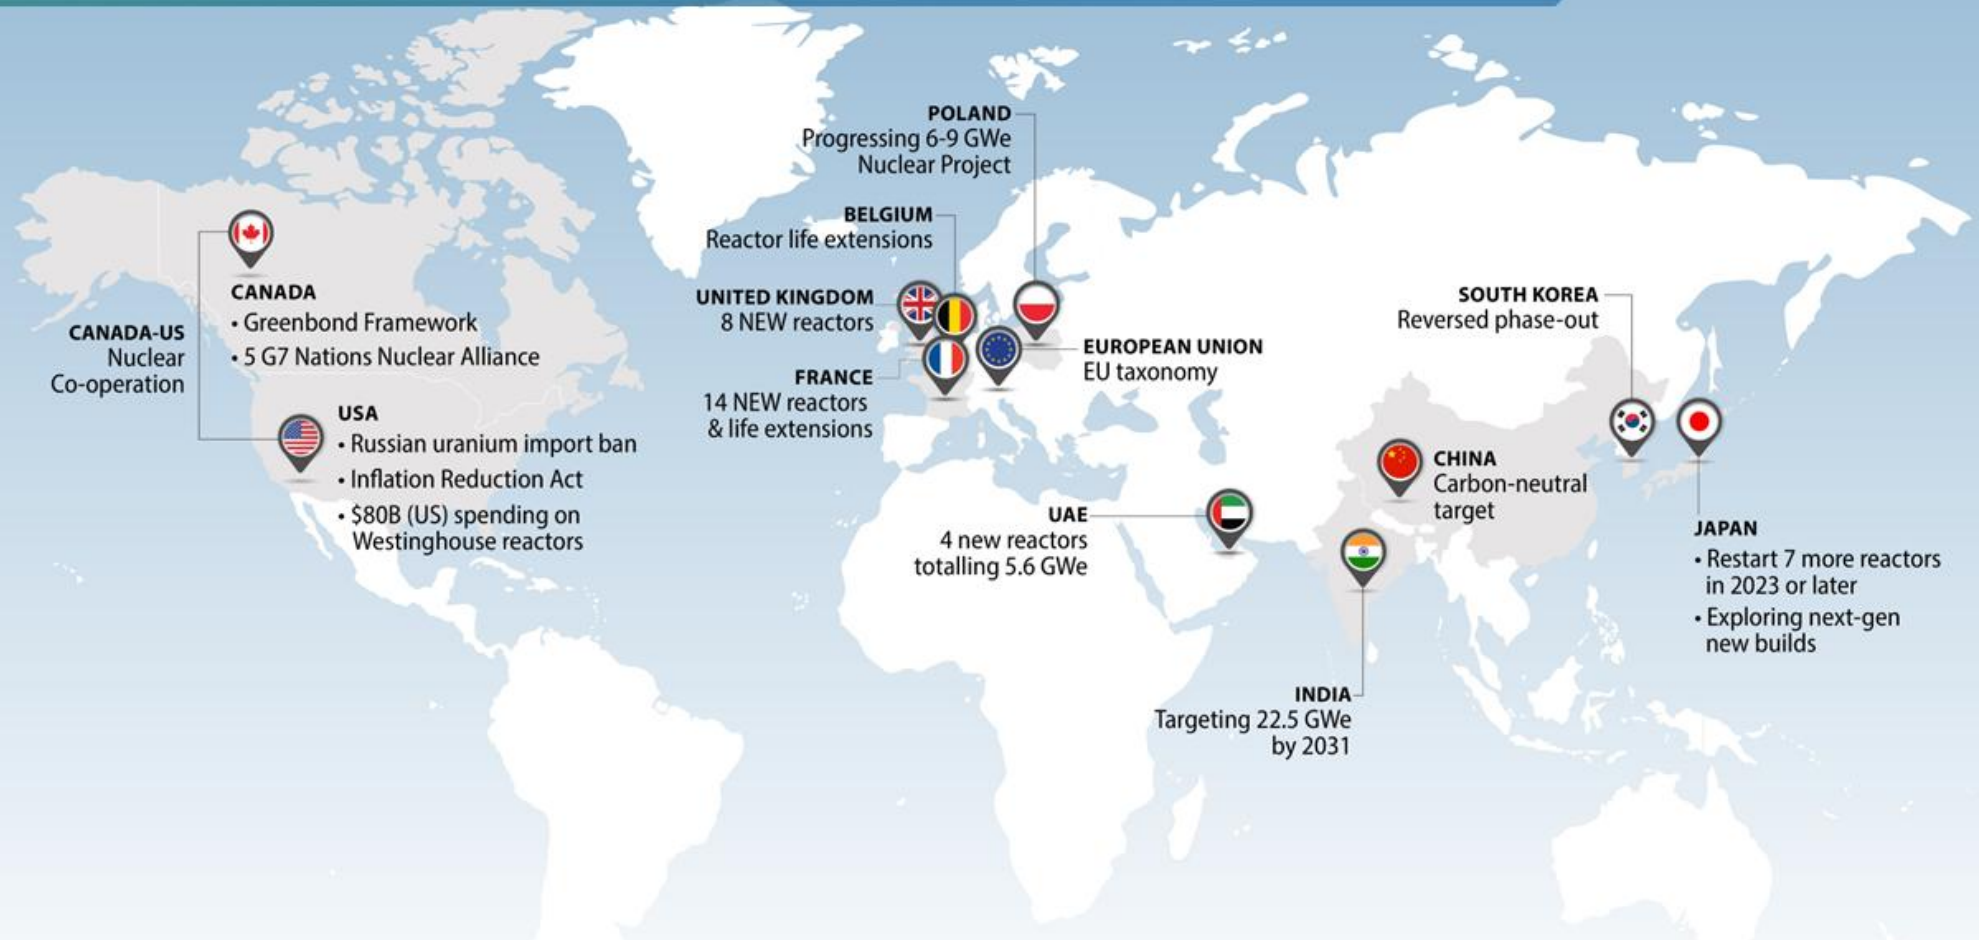 POLAND
Progressing 6-9 GWe
Nuclear Project
BELGIUM
Reactor life extensions
UNITED KINGDOM
8 NEW reactors
FRANCE
14 NEW reactors
& life extensions
EUROPEAN UNION
EU taxonomy
CANADA-US
Nuclear
Co-operation
CANADA
• Greenbond Framework
• 5 G7 Nations Nuclear Alliance
USA
• Russian uranium import ban
• Inflation Reduction Act
• $80B (US) spending on
Westinghouse reactors
UAE
4 new reactors
totalling 5.6 GWe
SOUTH KOREA
Reversed phase-out
CHINA
Carbon-neutral
target
JAPAN
• Restart 7 more reactors
in 2023 or later
• Exploring next-gen
new builds
INDIA
Targeting 22.5 GWe
by 2031